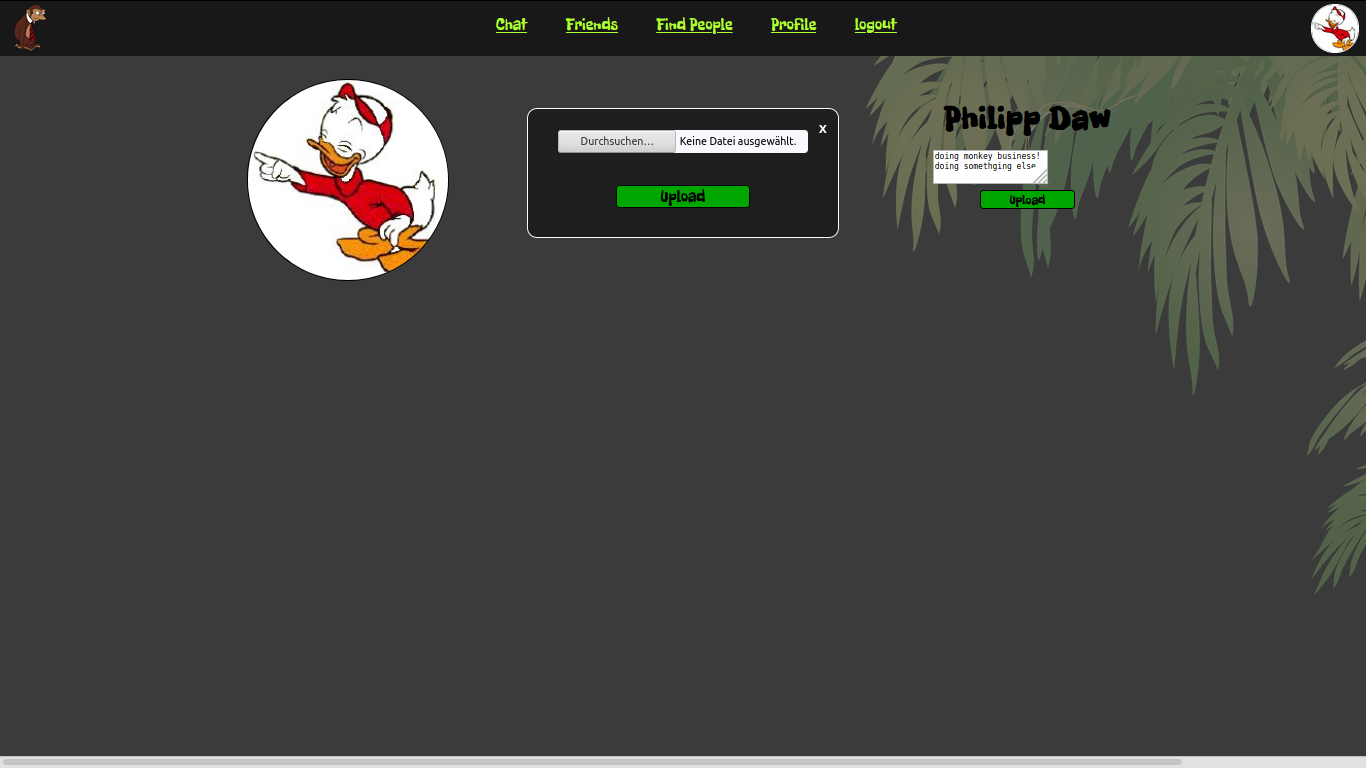 Chat Friends Find People Profile logout
X
Durchsuchen... Keine Datei ausgewählt.
Upload
Philipp Daw
doing monkey business!
doing somethging else
Upload